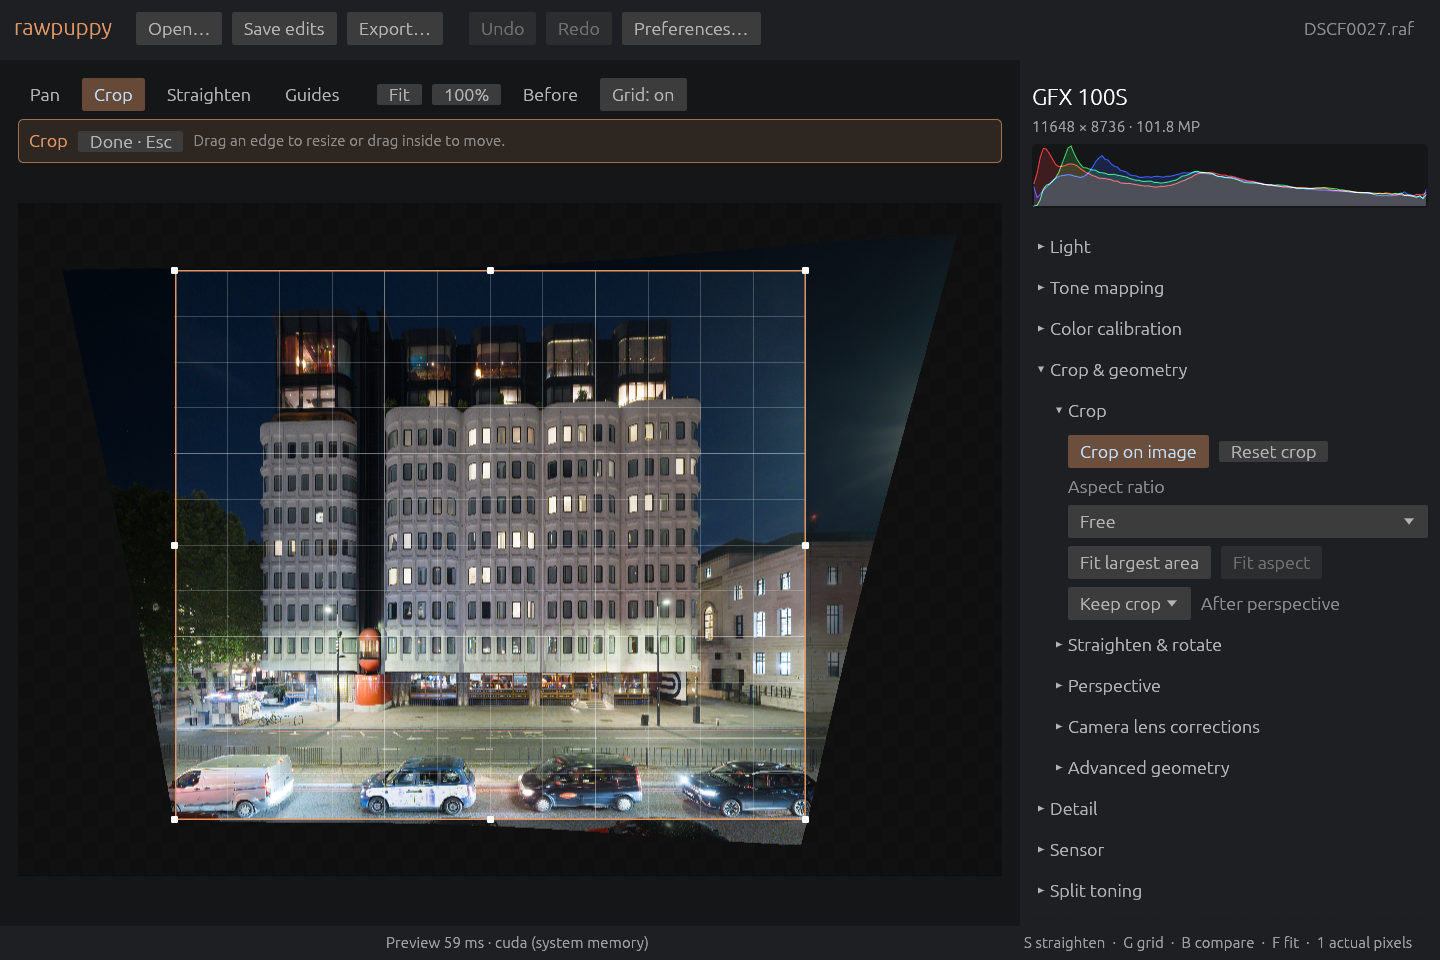 rawpuppy Open... Save edits Export... Undo Redo Preferences... DSCF0027.raf
Pan Crop Straighten Guides Fit 100% Before Grid: on
Crop Done · Esc Drag an edge to resize or drag inside to move.
GFX 100S
11648 × 8736 · 101.8 MP
Light
Tone mapping
Color calibration
Crop & geometry
Crop
Crop on image Reset crop
Aspect ratio
Free
Fit largest area Fit aspect
Keep crop After perspective
Straighten & rotate
Perspective
Camera lens corrections
Advanced geometry
Detail
Sensor
Split toning
Preview 59 ms · cuda (system memory)
S straighten · G grid · B compare · F fit · 1 actual pixels